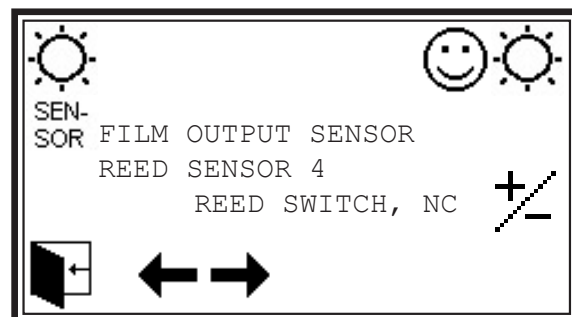 SEN-
SOR
FILM OUTPUT SENSOR
REED SENSOR 4
REED SWITCH, NC
+/-